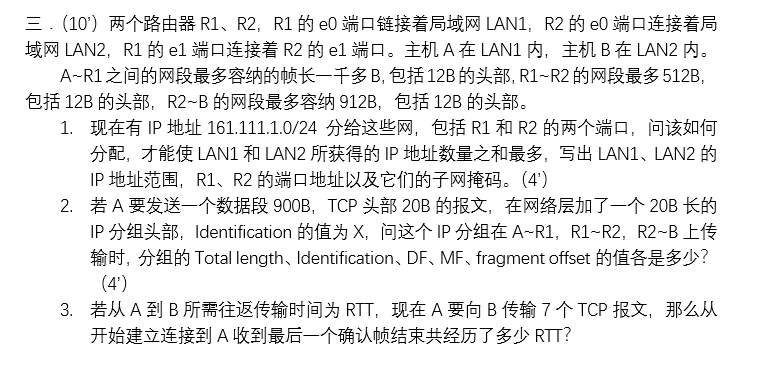 三．（10'）两个路由器 R1、R2，R1 的 e0 端口链接着局域网 LAN1，R2 的 e0 端口连接着局
域网 LAN2，R1 的 e1 端口连接着 R2 的 e1 端口。主机 A 在 LAN1 内，主机 B 在 LAN2 内。
A~R1 之间的网段最多容纳的帧长一千多 B, 包括 12B 的头部, R1~R2 的网段最多 512B,
包括 12B 的头部，R2~B 的网段最多容纳 912B，包括 12B 的头部。
1. 现在有 IP 地址 161.111.1.0/24 分给这些网，包括 R1 和 R2 的两个端口，问该如何
分配，才能使 LAN1 和 LAN2 所获得的 IP 地址数量之和最多，写出 LAN1、LAN2 的
IP 地址范围，R1、R2 的端口地址以及它们的子网掩码。（4'）
2. 若 A 要发送一个数据段 900B，TCP 头部 20B 的报文，在网络层加了一个 20B 长的
IP 分组头部，Identification 的值为 X，问这个 IP 分组在 A~R1，R1~R2，R2~B 上传
输时, 分组的 Total length、Identification、DF、MF、fragment offset 的值各是多少？
（4'）
3. 若从 A 到 B 所需往返传输时间为 RTT，现在 A 要向 B 传输 7 个 TCP 报文，那么从
开始建立连接到 A 收到最后一个确认帧结束共经历了多少 RTT？